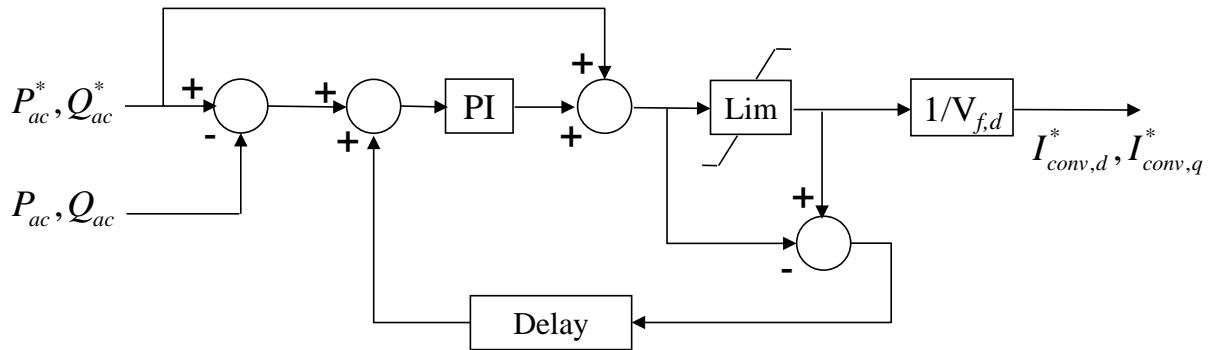 P*ac, Q*ac
+
-
+
+
PI
+
+
Lim
1/Vf,d
I*conv,d, I*conv,q
Pac, Qac
+
-
Delay